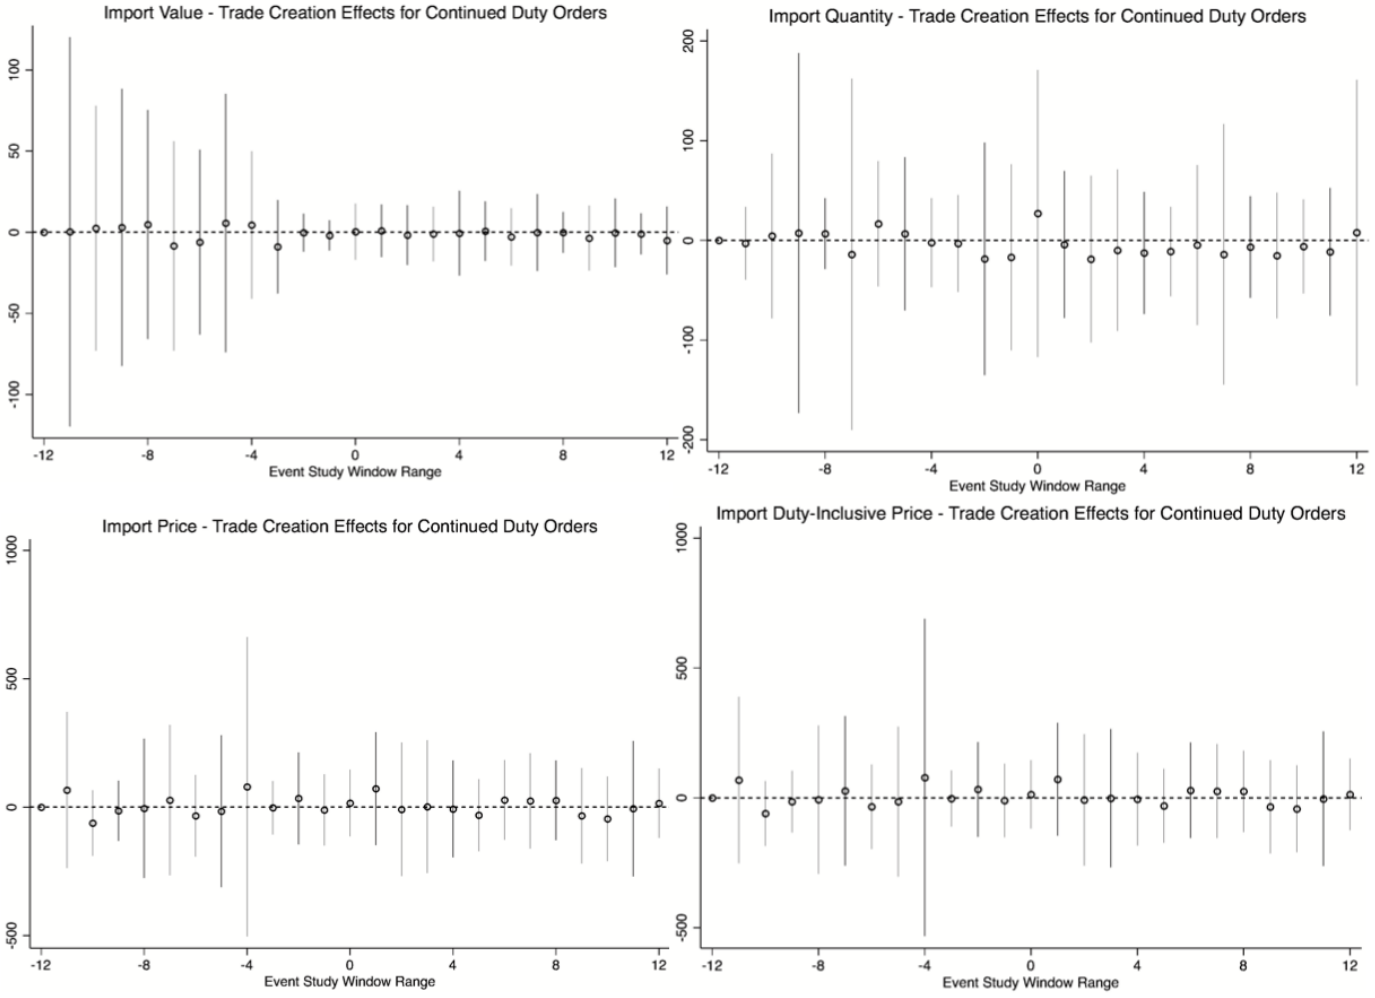 Import Value - Trade Creation Effects for Continued Duty Orders
100
50
0
-50
-100
-12 -8 -4 0 4 8 12
Event Study Window Range
Import Quantity - Trade Creation Effects for Continued Duty Orders
200
100
0
-100
-200
-12 -8 -4 0 4 8 12
Event Study Window Range
Import Price - Trade Creation Effects for Continued Duty Orders
1000
500
0
-500
-12 -8 -4 0 4 8 12
Event Study Window Range
Import Duty-Inclusive Price - Trade Creation Effects for Continued Duty Orders
1000
500
0
-500
-12 -8 -4 0 4 8 12
Event Study Window Range